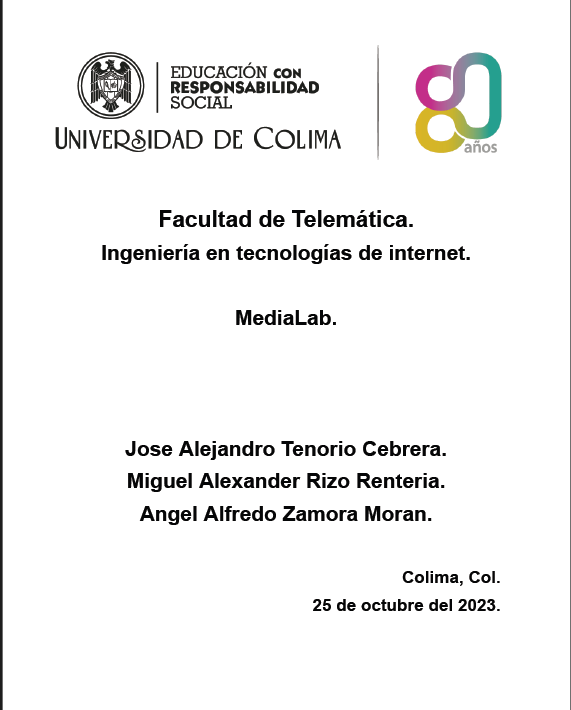 EDUCACIÓN CON
RESPONSABILIDAD
SOCIAL
UNIVERSIDAD DE COLIMA
80
años
Facultad de Telemática.
Ingeniería en tecnologías de internet.
MediaLab.
Jose Alejandro Tenorio Cebrera.
Miguel Alexander Rizo Renteria.
Angel Alfredo Zamora Moran.
Colima, Col.
25 de octubre del 2023.